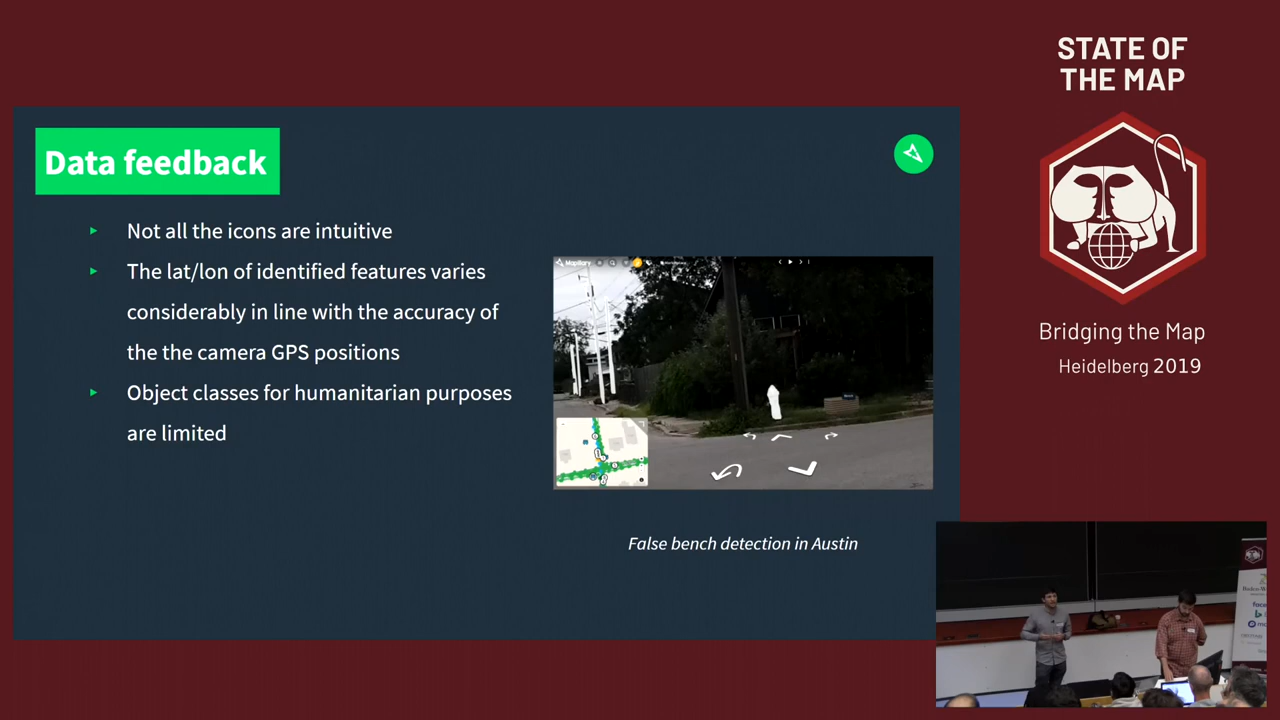 STATE OF
THE MAP
Data feedback
Not all the icons are intuitive
The lat/lon of identified features varies
considerably in line with the accuracy of
the the camera GPS positions
Object classes for humanitarian purposes
are limited
Mapillary
False bench detection in Austin
Bridging the Map
Heidelberg 2019